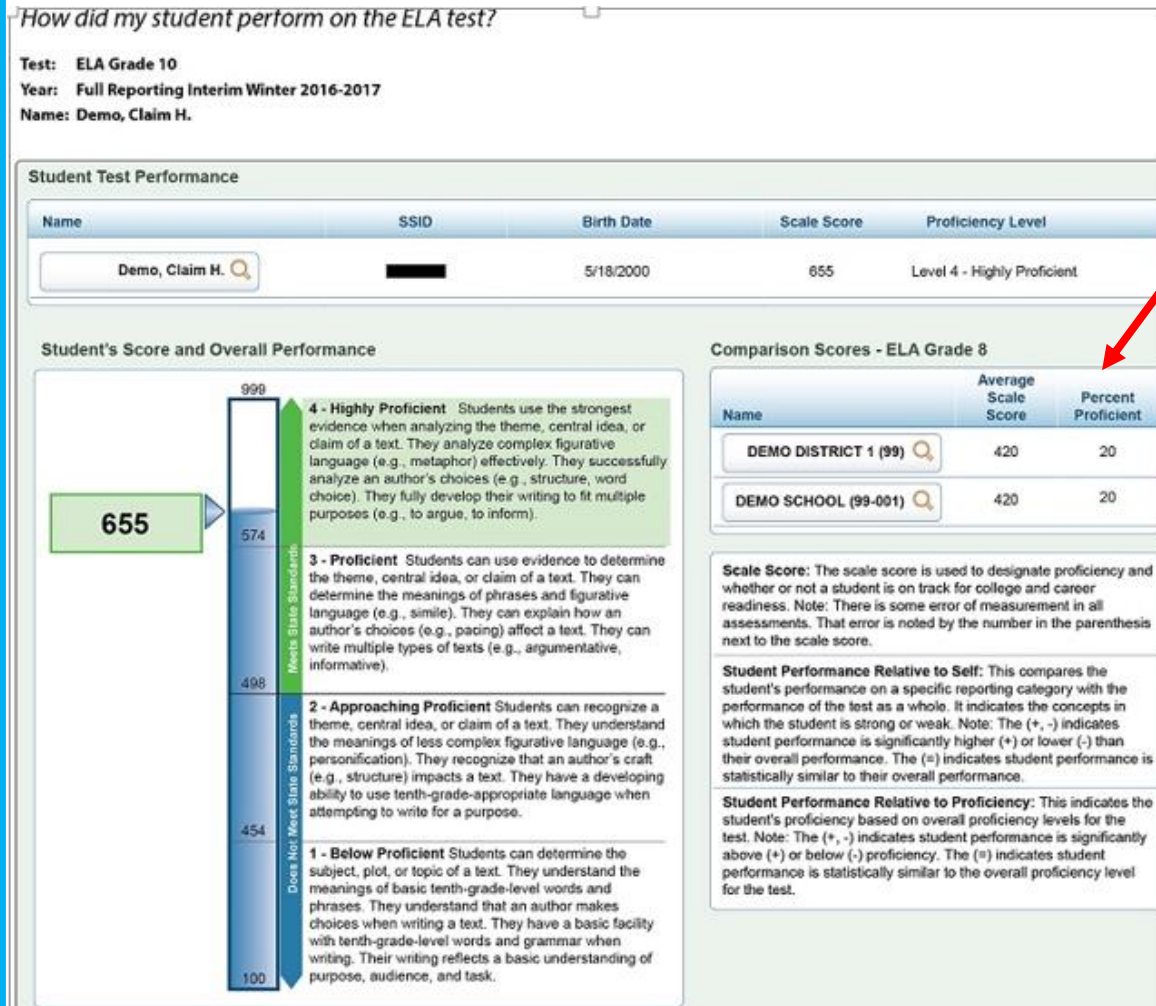 How did my student perform on the ELA test?
Test: ELA Grade 10
Year: Full Reporting Interim Winter 2016-2017
Name: Demo, Claim H.
Student Test Performance
Name SSID Birth Date Scale Score Proficiency Level
Demo, Claim H. 5/18/2000 655 Level 4 - Highly Proficient
Student's Score and Overall Performance
999
655
574
498
454
100
Meets State Standards
Does Not Meet State Standards
4 - Highly Proficient Students use the strongest
evidence when analyzing the theme, central idea, or
claim of a text. They analyze complex figurative
language (e.g., metaphor) effectively. They successfully
analyze an author's choices (e.g., structure, word
choice). They fully develop their writing to fit multiple
purposes (e.g., to argue, to inform).
3 - Proficient Students can use evidence to determine
the theme, central idea, or claim of a text. They can
determine the meanings of phrases and figurative
language (e.g., simile). They can explain how an
author's choices (e.g., pacing) affect a text. They can
write multiple types of texts (e.g., argumentative,
informative).
2 - Approaching Proficient Students can recognize a
theme, central idea, or claim of a text. They understand
the meanings of less complex figurative language (e.g.,
personification). They recognize that an author's craft
(e.g., structure) impacts a text. They have a developing
ability to use tenth-grade-appropriate language when
attempting to write for a purpose.
1 - Below Proficient Students can determine the
subject, plot, or topic of a text. They understand the
meanings of basic tenth-grade-level words and
phrases. They understand that an author makes
choices when writing a text. They have a basic facility
with tenth-grade-level words and grammar when
writing. Their writing reflects a basic understanding of
purpose, audience, and task.
Comparison Scores - ELA Grade 8
Name Average Scale Score Percent Proficient
DEMO DISTRICT 1 (99) 420 20
DEMO SCHOOL (99-001) 420 20
Scale Score: The scale score is used to designate proficiency and
whether or not a student is on track for college and career
readiness. Note: There is some error of measurement in all
assessments. That error is noted by the number in the parenthesis
next to the scale score.
Student Performance Relative to Self: This compares the
student's performance on a specific reporting category with the
performance of the test as a whole. It indicates the concepts in
which the student is strong or weak. Note: The (+, -) indicates
student performance is significantly higher (+) or lower (-) than
their overall performance. The (=) indicates student performance is
statistically similar to their overall performance.
Student Performance Relative to Proficiency: This indicates the
student's proficiency based on overall proficiency levels for the
test. Note: The (+, -) indicates student performance is significantly
above (+) or below (-) proficiency. The (=) indicates student
performance is statistically similar to the overall proficiency level
for the test.